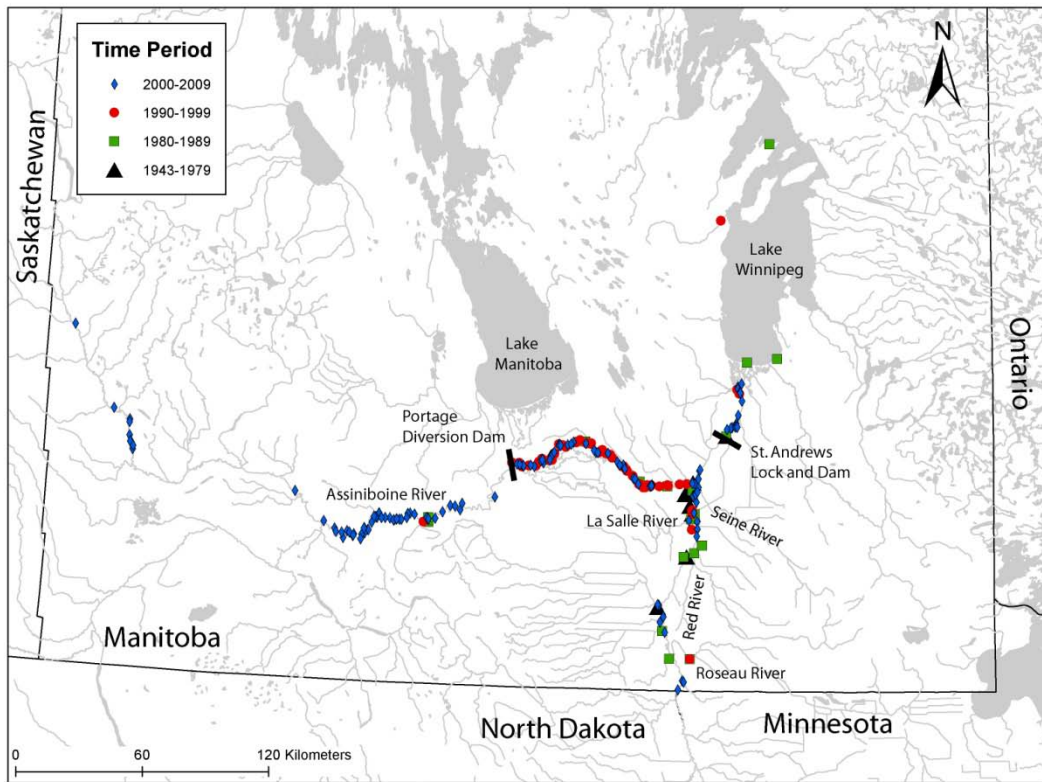 Time Period
2000-2009
1990-1999
1980-1989
1943-1979
N
Saskatchewan
Ontario
Lake
Winnipeg
Lake
Manitoba
Portage
Diversion Dam
St. Andrews
Lock and Dam
Assiniboine River
La Salle River
Seine River
Red River
Manitoba
Roseau River
North Dakota
Minnesota
0 60 120 Kilometers